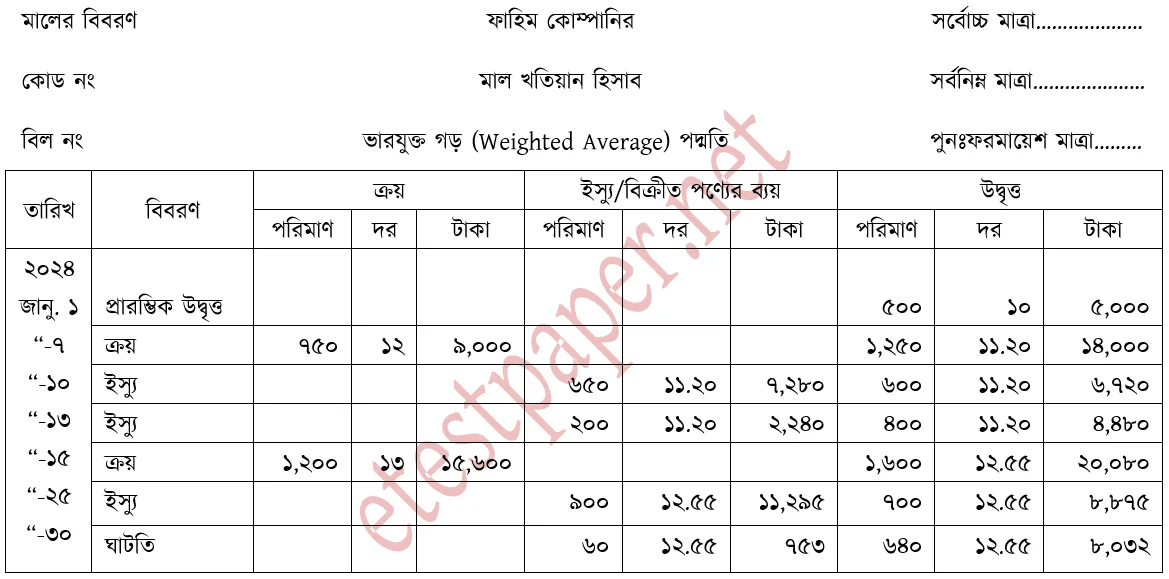 মালের বিবরণ ফাহিম কোম্পানির সর্বোচ্চ মাত্রা....................
কোড নং মাল খতিয়ান হিসাব সর্বনিম্ন মাত্রা.....................
বিল নং ভারযুক্ত গড় (Weighted Average) পদ্মতি পুনঃফরমায়েশ মাত্রা.........
তারিখ বিবরণ ক্রয় ইস্যু/বিক্রীত পণ্যের ব্যয় উদ্বৃত্ত
পরিমাণ দর টাকা পরিমাণ দর টাকা পরিমাণ দর টাকা
২০২৪
জানু. ১ প্রারম্ভিক উদ্বৃত্ত ৫০০ ১০ ৫,০০০
“-৭ ক্রয় ৭৫০ ১২ ৯,০০০ ১,২৫০ ১১.২০ ১৪,০০০
“-১০ ইস্যু ৬৫০ ১১.২০ ৭,২৮০ ৬০০ ১১.২০ ৬,৭২০
“-১৩ ইস্যু ২০০ ১১.২০ ২,২৪০ ৪০০ ১১.২০ ৪,৪৮০
“-১৫ ক্রয় ১,২০০ ১৩ ১৫,৬০০ ১,৬০০ ১২.৫৫ ২০,০৮০
“-২৫ ইস্যু ৯০০ ১২.৫৫ ১১,২৯৫ ৭০০ ১২.৫৫ ৮,৮৭৫
“-৩০ ঘাটতি ৬০ ১২.৫৫ ৭৫৩ ৬৪০ ১২.৫৫ ৮,০৩২
etestpaper.net